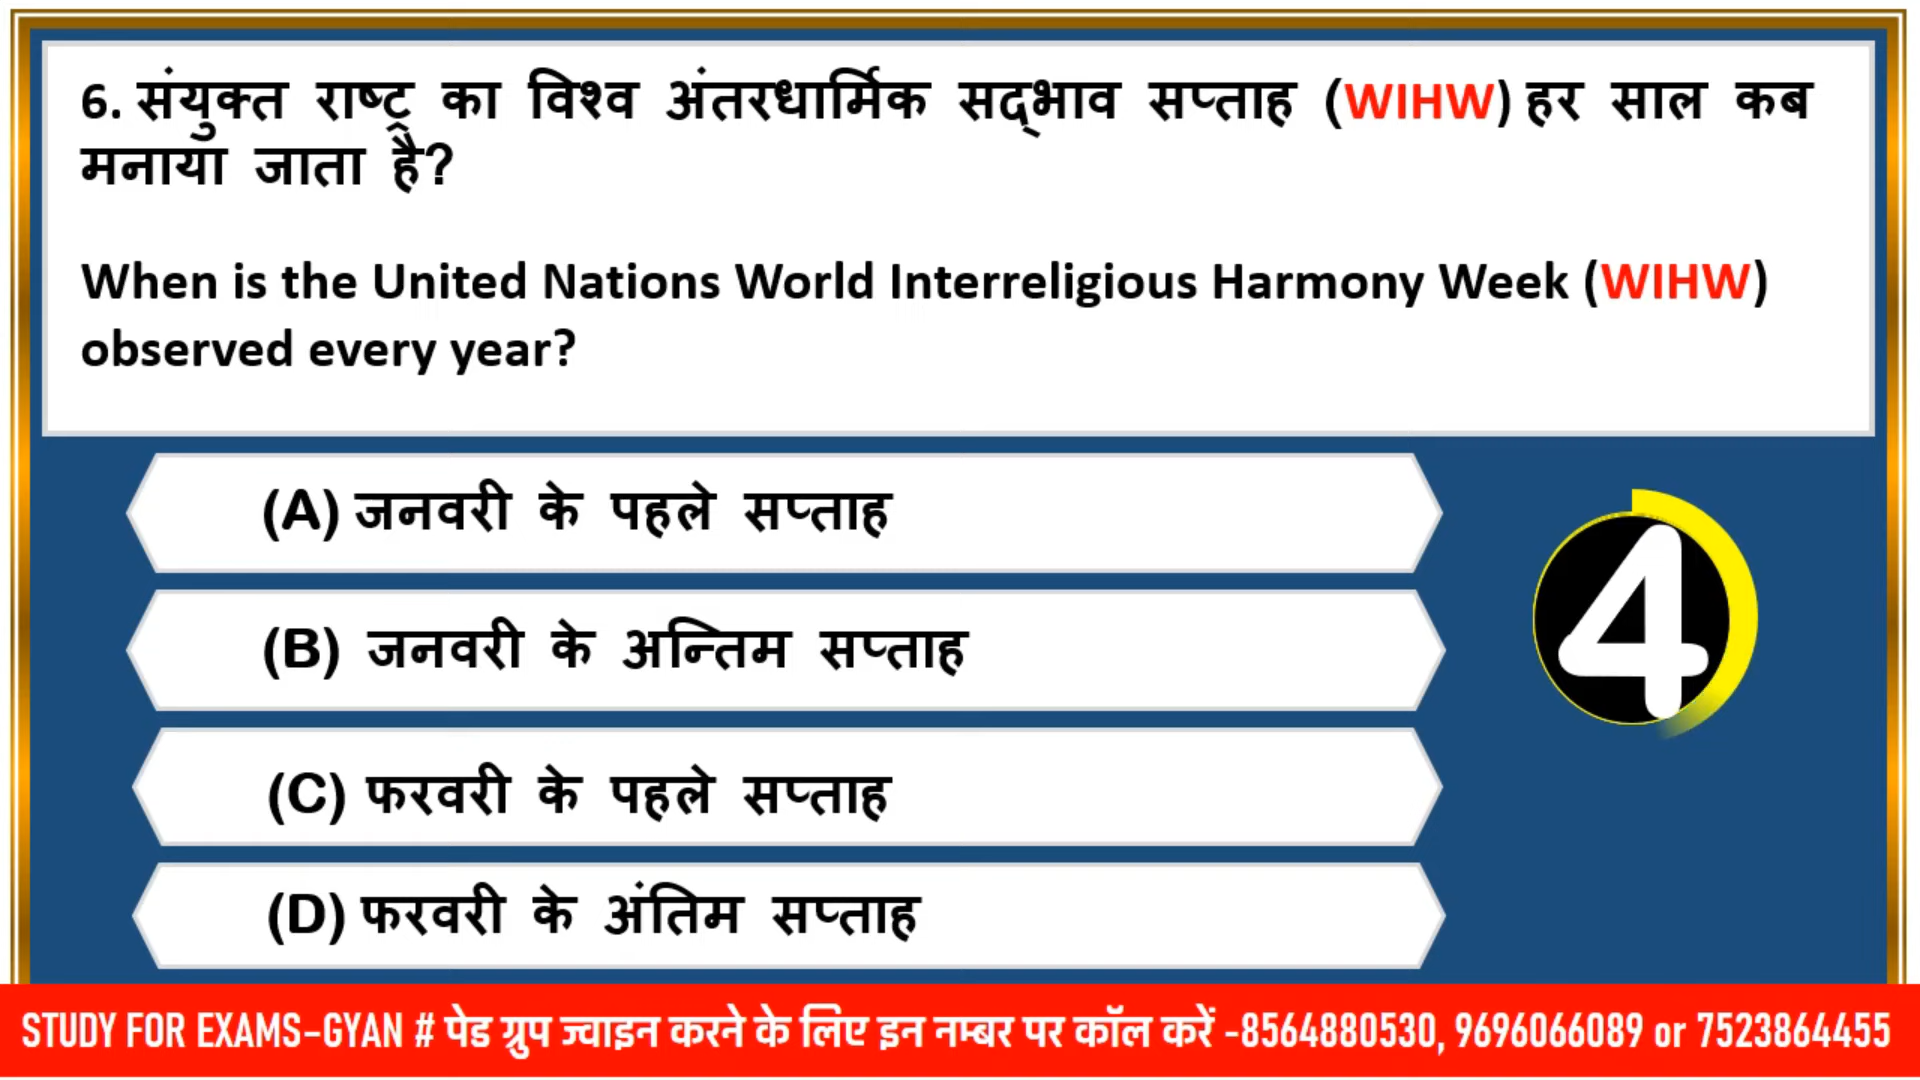 6. संयुक्त राष्ट्र का विश्व अंतरधार्मिक सद्भाव सप्ताह (WIHW) हर साल कब
मनाया जाता है?
When is the United Nations World Interreligious Harmony Week (WIHW)
observed every year?
(A) जनवरी के पहले सप्ताह
(B) जनवरी के अन्तिम सप्ताह
4
(C) फरवरी के पहले सप्ताह
(D) फरवरी के अंतिम सप्ताह
STUDY FOR EXAMS-GYAN # पेड ग्रुप ज्वाइन करने के लिए इन नम्बर पर कॉल करें -8564880530, 9696066089 or 7523864455